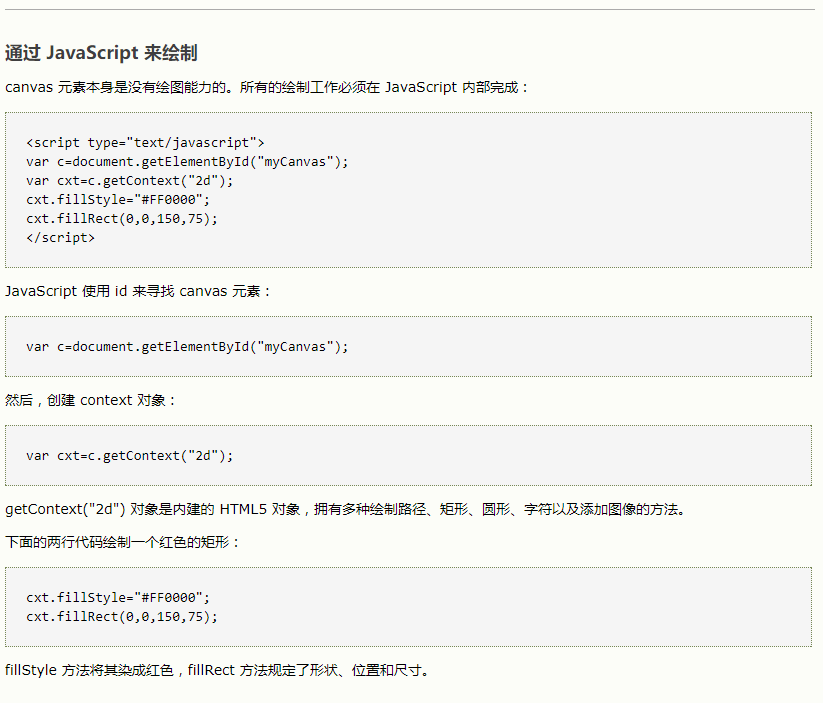 通过 JavaScript 来绘制
canvas 元素本身是没有绘图能力的。所有的绘制工作必须在 JavaScript 内部完成：
<script type="text/javascript">
var c=document.getElementById("myCanvas");
var cxt=c.getContext("2d");
cxt.fillStyle="#FF0000";
cxt.fillRect(0,0,150,75);
</script>
JavaScript 使用 id 来寻找 canvas 元素：
var c=document.getElementById("myCanvas");
然后，创建 context 对象：
var cxt=c.getContext("2d");
getContext("2d") 对象是内建的 HTML5 对象，拥有多种绘制路径、矩形、圆形、字符以及添加图像的方法。
下面的两行代码绘制一个红色的矩形：
cxt.fillStyle="#FF0000";
cxt.fillRect(0,0,150,75);
fillStyle 方法将其染成红色，fillRect 方法规定了形状、位置和尺寸。